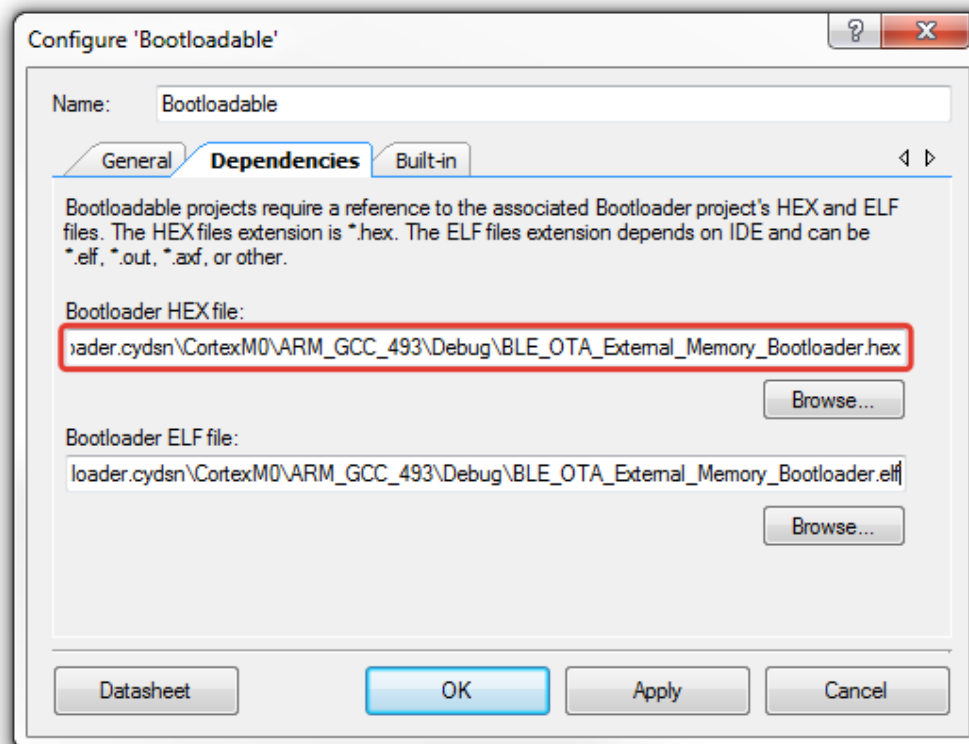 Configure 'Bootloadable'
Name: Bootloadable
General Dependencies Built-in
Bootloadable projects require a reference to the associated Bootloader project's HEX and ELF
files. The HEX files extension is *.hex. The ELF files extension depends on IDE and can be
*.elf, *.out, *.axf, or other.
Bootloader HEX file:
ader.cydsn\CortexM0\ARM_GCC_493\Debug\BLE_OTA_External_Memory_Bootloader.hex
Browse...
Bootloader ELF file:
loader.cydsn\CortexM0\ARM_GCC_493\Debug\BLE_OTA_External_Memory_Bootloader.elf
Browse...
Datasheet OK Apply Cancel